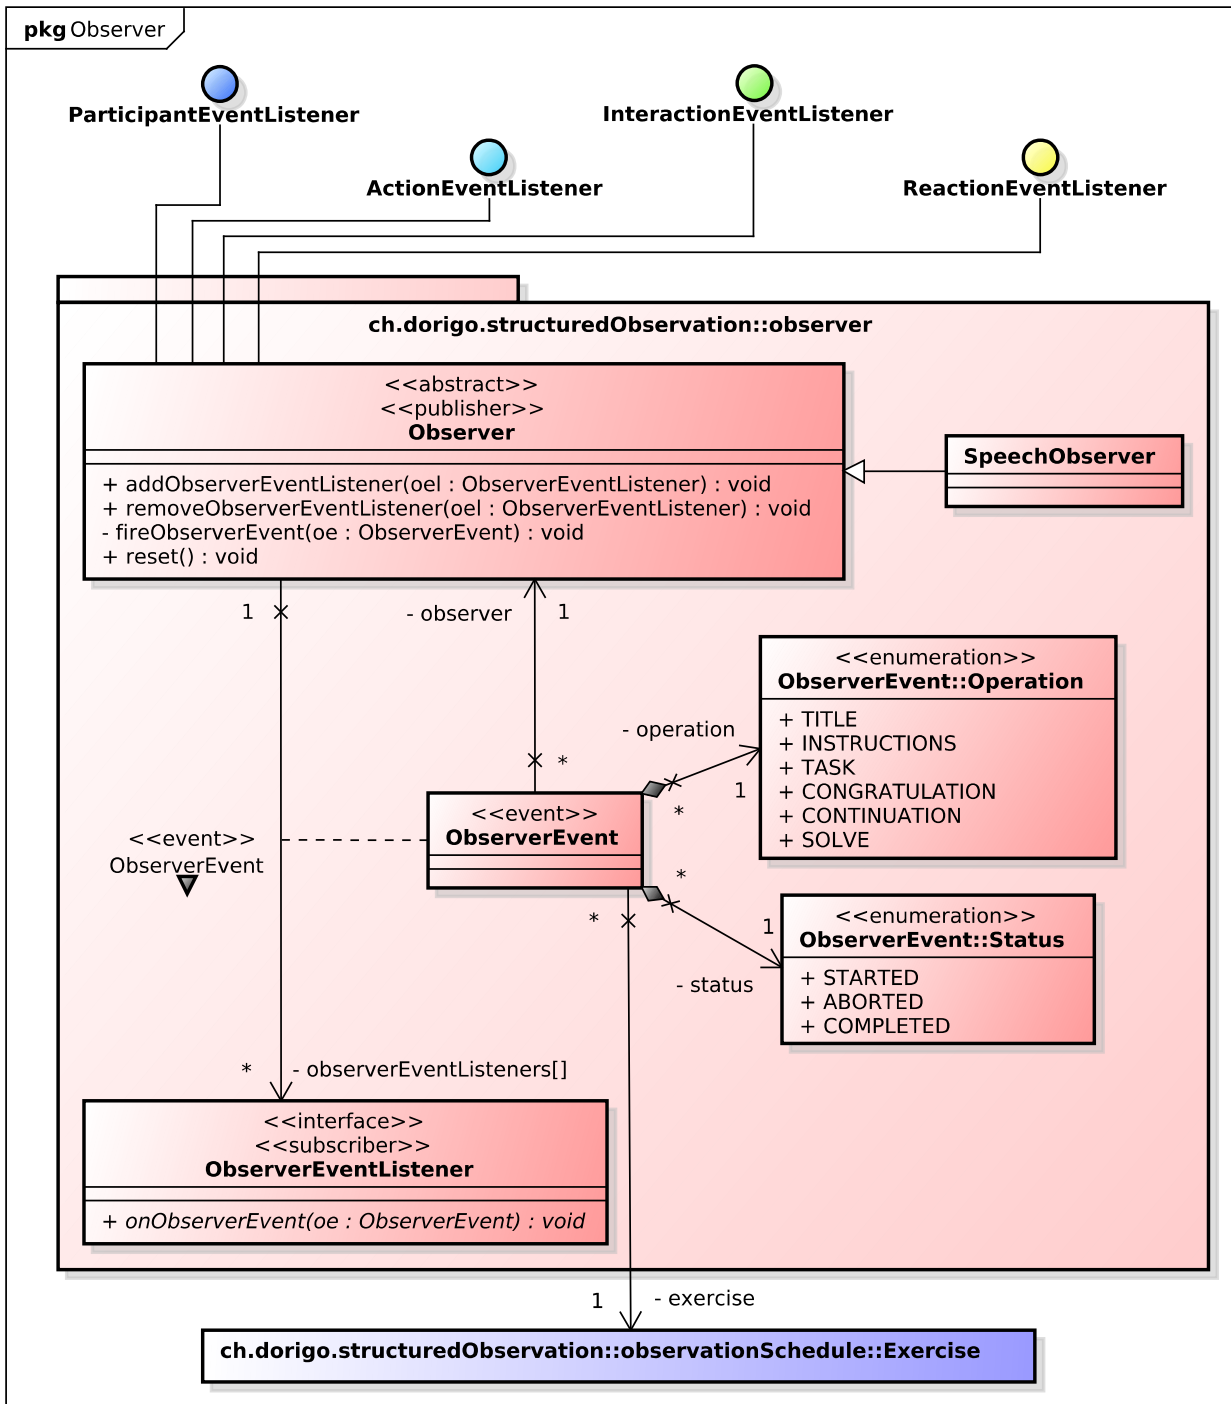 pkg Observer
ParticipantEventListener
InteractionEventListener
ActionEventListener
ReactionEventListener
ch.dorigo.structuredObservation::observer
<<abstract>>
<<publisher>>
Observer
+ addObserverEventListener(oel : ObserverEventListener) : void
+ removeObserverEventListener(oel : ObserverEventListener) : void
- fireObserverEvent(oe : ObserverEvent) : void
+ reset() : void
SpeechObserver
1
- observer
1
<<enumeration>>
ObserverEvent::Operation
+ TITLE
+ INSTRUCTIONS
+ TASK
+ CONGRATULATION
+ CONTINUATION
+ SOLVE
- operation
*
1
*
<<event>>
ObserverEvent
<<event>>
ObserverEvent
*
*
1
<<enumeration>>
ObserverEvent::Status
+ STARTED
+ ABORTED
+ COMPLETED
- status
*
- observerEventListeners[]
<<interface>>
<<subscriber>>
ObserverEventListener
+ onObserverEvent(oe : ObserverEvent) : void
1
- exercise
ch.dorigo.structuredObservation::observationSchedule::Exercise